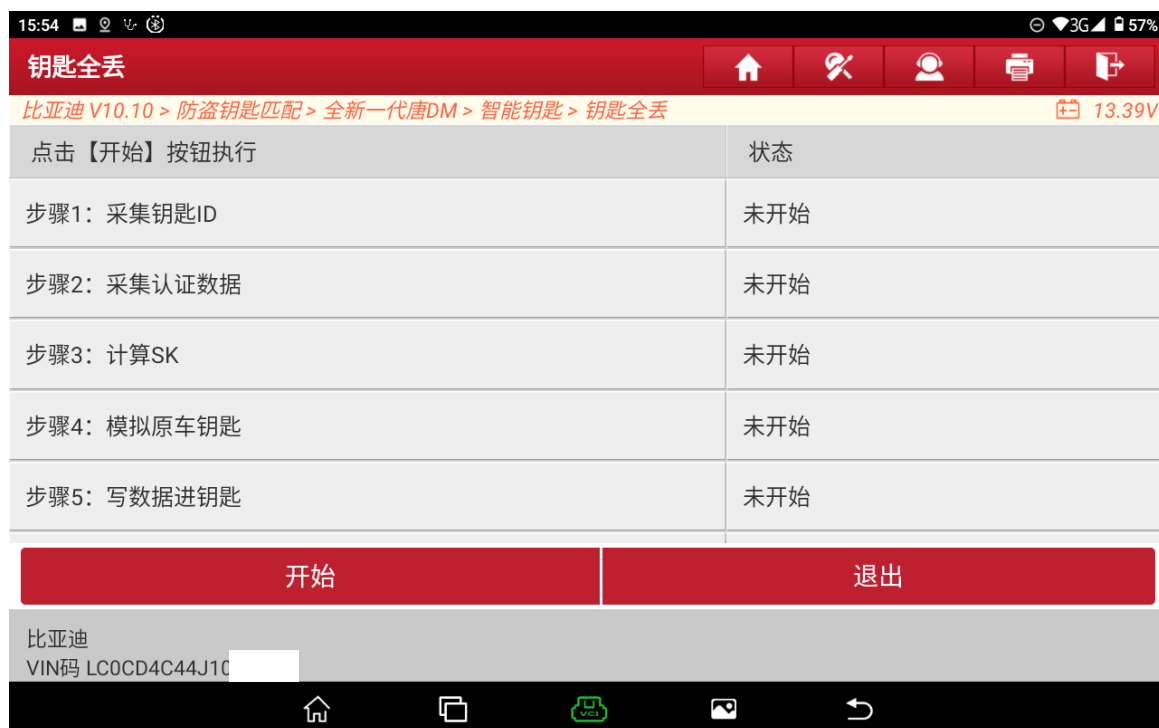 15:54 3G 57%
钥匙全丢
比亚迪 V10.10 > 防盗钥匙匹配 > 全新一代唐DM > 智能钥匙 > 钥匙全丢 13.39V
点击【开始】按钮执行 状态
步骤1：采集钥匙ID 未开始
步骤2：采集认证数据 未开始
步骤3：计算SK 未开始
步骤4：模拟原车钥匙 未开始
步骤5：写数据进钥匙 未开始
开始 退出
比亚迪
VIN码 LC0CD4C44J10
VCI